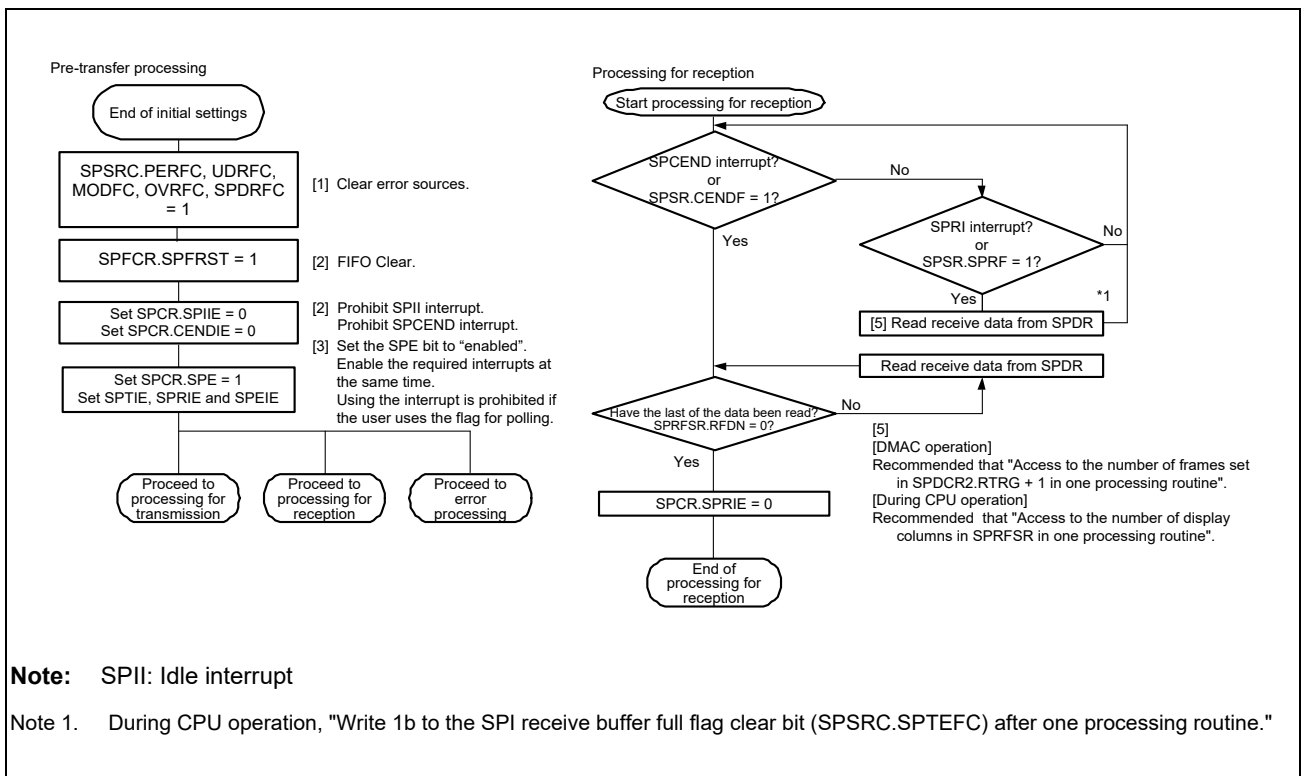 Pre-transfer processing
End of initial settings
SPSRC.PERFC, UDRFC,
MODFC, OVRFC, SPDRFC
= 1
[1] Clear error sources.
SPFCR.SPFRST = 1
[2] FIFO Clear.
Set SPCR.SPIIE = 0
Set SPCR.CENDIE = 0
[2] Prohibit SPII interrupt.
Prohibit SPCEND interrupt.
[3] Set the SPE bit to “enabled”.
Enable the required interrupts at
the same time.
Using the interrupt is prohibited if
the user uses the flag for polling.
Set SPCR.SPE = 1
Set SPTIE, SPRIE and SPEIE
Proceed to
processing for
transmission
Proceed to
processing for
reception
Proceed to
error
processing
Processing for reception
Start processing for reception
SPCEND interrupt?
or
SPSR.CENDF = 1?
No
Yes
SPRI interrupt?
or
SPSR.SPRF = 1?
No
Yes
*1
[5] Read receive data from SPDR
Read receive data from SPDR
Have the last of the data been read?
SPRFSR.RFDN = 0?
No
Yes
[5]
[DMAC operation]
Recommended that "Access to the number of frames set
in SPDCR2.RTRG + 1 in one processing routine".
[During CPU operation]
Recommended that "Access to the number of display
columns in SPRFSR in one processing routine".
SPCR.SPRIE = 0
End of
processing for
reception
Note: SPII: Idle interrupt
Note 1. During CPU operation, "Write 1b to the SPI receive buffer full flag clear bit (SPSRC.SPTEFC) after one processing routine."